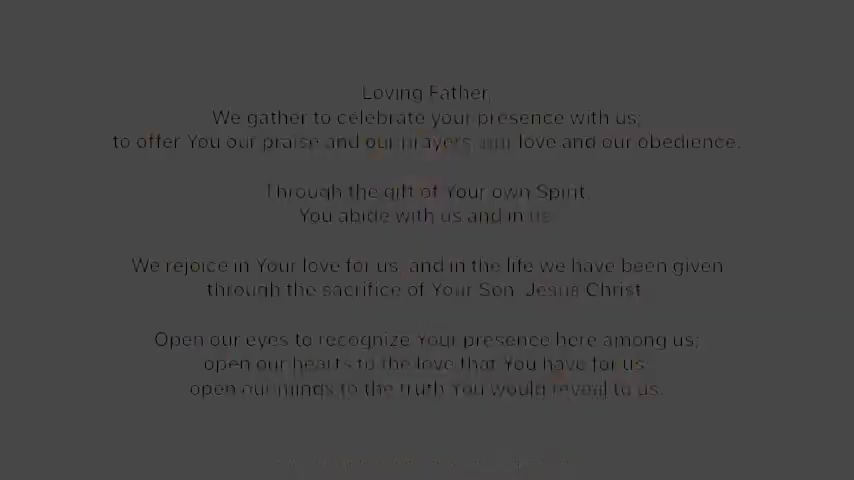 Loving Father,
We gather to celebrate your presence with us;
to offer You our praise and our prayers, our love and our obedience.
Through the gift of Your own Spirit
You abide with us and in us
We rejoice in Your love for us, and in the life we have been given
through the sacrifice of Your Son, Jesus Christ
Open our eyes to recognize Your presence here among us;
open our hearts to the love that You have for us
open our minds to the truth You would reveal to us.